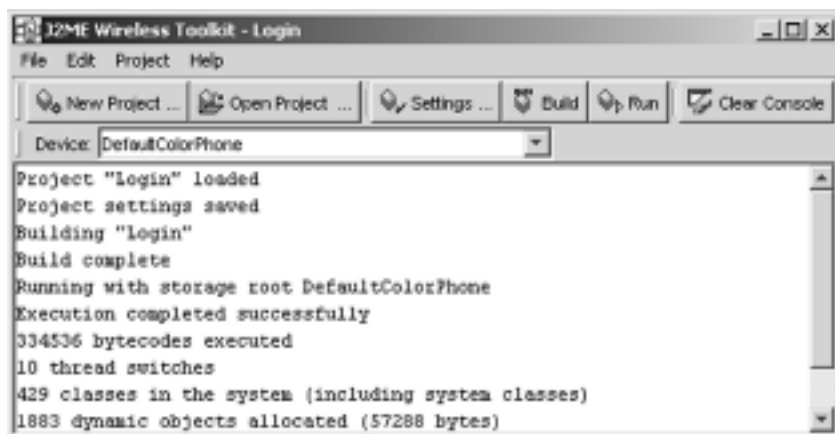 J2ME Wireless Toolkit - Login
File Edit Project Help
New Project ... Open Project ... Settings ... Build Run Clear Console
Device: DefaultColorPhone
Project "Login" loaded
Project settings saved
Building "Login"
Build complete
Running with storage root DefaultColorPhone
Execution completed successfully
334536 bytecodes executed
10 thread switches
429 classes in the system (including system classes)
1883 dynamic objects allocated (57288 bytes)